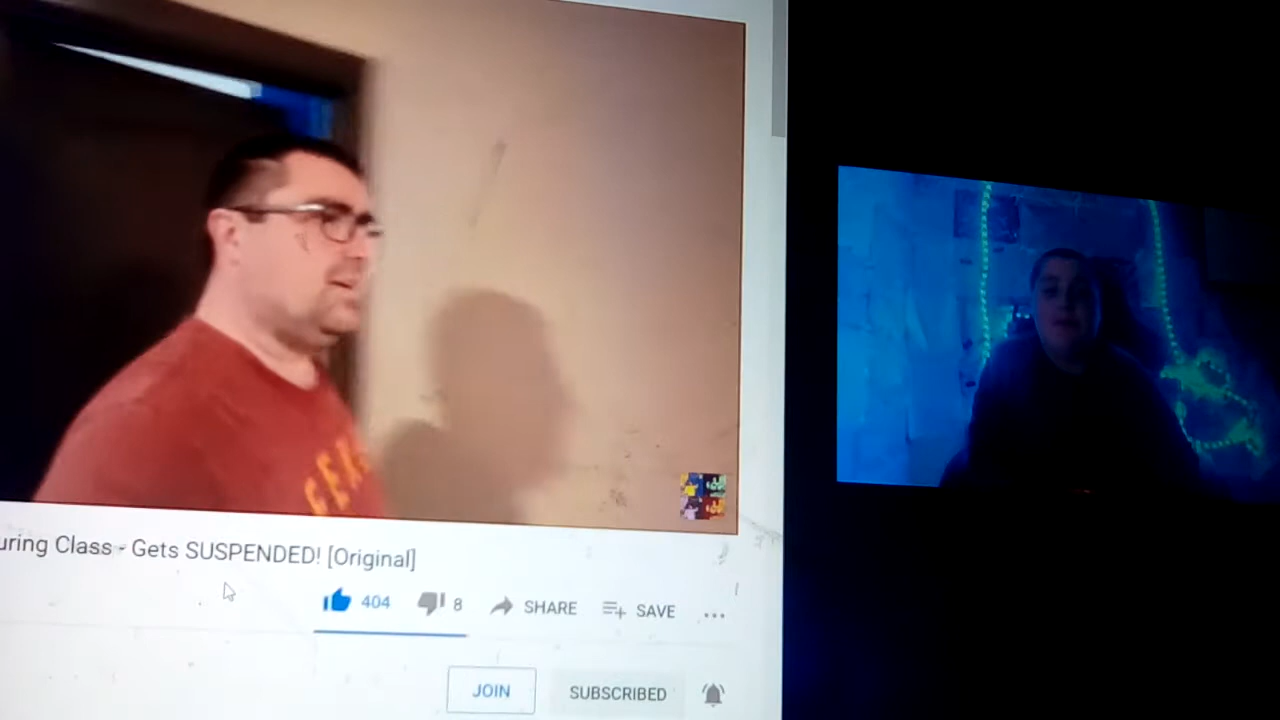 uring Class - Gets SUSPENDED! [Original]
404 8 SHARE SAVE
JOIN SUBSCRIBED